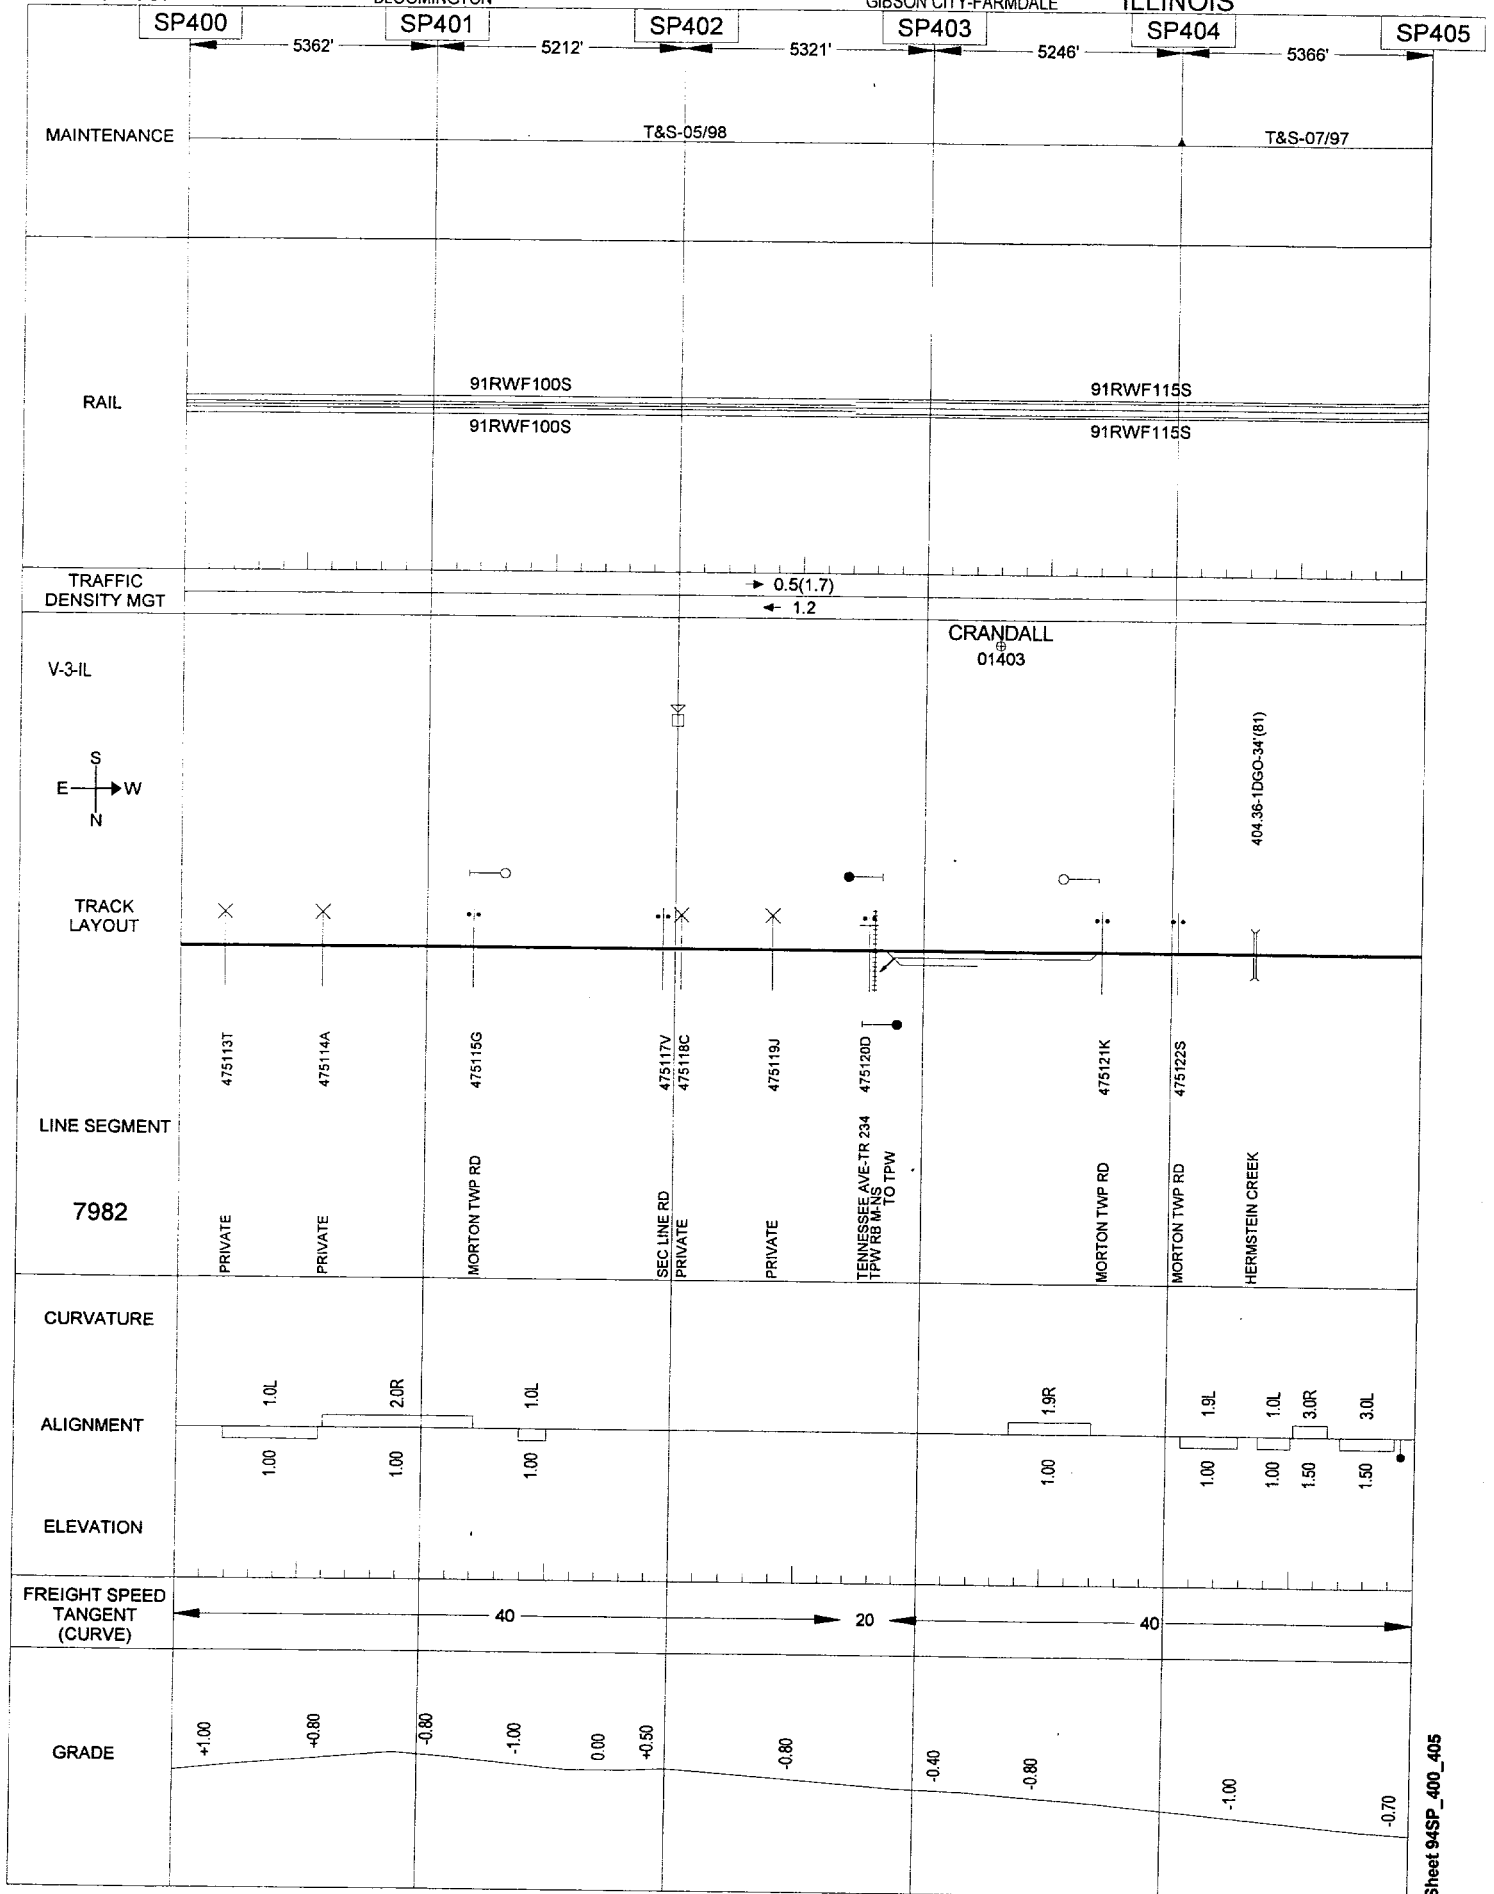 BLOOMINGTON
GIBSON CITY-FARMDALE
ILLINOIS
SP400
SP401
SP402
SP403
SP404
SP405
5362'
5212'
5321'
5246'
5366'
MAINTENANCE
T&S-05/98
T&S-07/97
RAIL
91RWF100S
91RWF115S
91RWF100S
91RWF115S
TRAFFIC
DENSITY MGT
0.5(1.7)
1.2
V-3-IL
CRANDALL
01403
S
E
W
N
404.36-1DGO-34'(81)
TRACK
LAYOUT
475113T
475114A
475115G
475117V
475118C
475119J
475120D
475121K
475122S
LINE SEGMENT
7982
PRIVATE
PRIVATE
MORTON TWP RD
SEC LINE RD
PRIVATE
PRIVATE
TENNESSEE AVE-TR 234
TPW RB M-NS
TO TPW
MORTON TWP RD
MORTON TWP RD
HERMSTEIN CREEK
CURVATURE
1.0L
2.0R
1.0L
1.9R
1.9L
1.0L
3.0R
3.0L
ALIGNMENT
1.00
1.00
1.00
1.00
1.00
1.00
1.50
1.50
ELEVATION
FREIGHT SPEED
TANGENT
(CURVE)
40
20
40
GRADE
+1.00
+0.80
-0.80
-1.00
0.00
+0.50
-0.80
-0.40
-0.80
-1.00
-0.70
Sheet 94SP_400_405